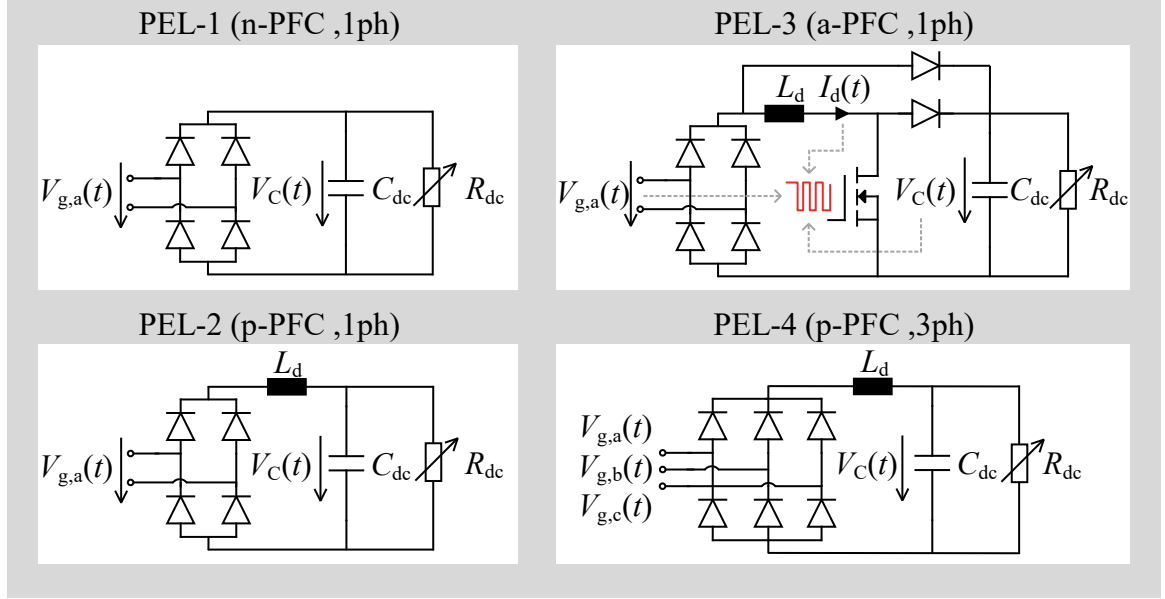 PEL-1 (n-PFC ,1ph)
V_g,a(t)
V_C(t)
C_dc
R_dc
PEL-3 (a-PFC ,1ph)
L_d
I_d(t)
V_g,a(t)
V_C(t)
C_dc
R_dc
PEL-2 (p-PFC ,1ph)
L_d
V_g,a(t)
V_C(t)
C_dc
R_dc
PEL-4 (p-PFC ,3ph)
L_d
V_g,a(t)
V_g,b(t)
V_g,c(t)
V_C(t)
C_dc
R_dc